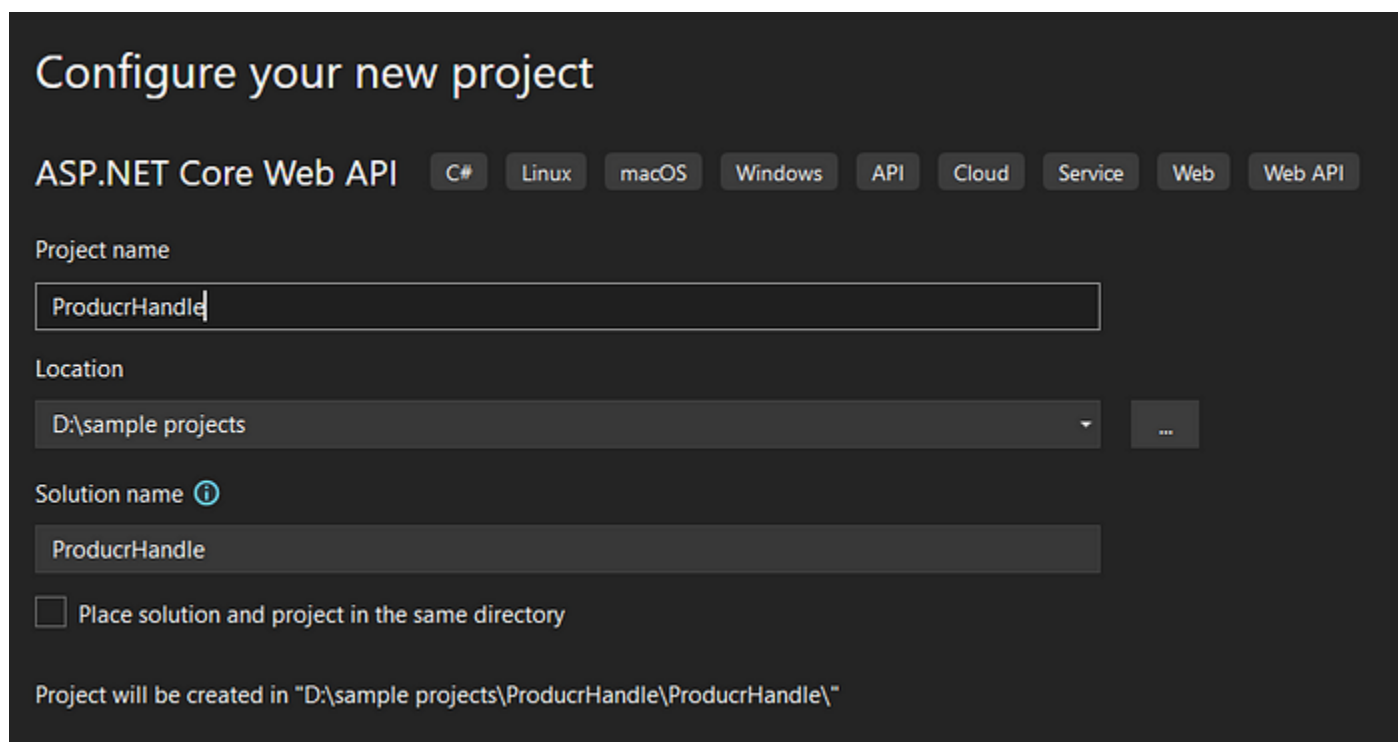 Configure your new project
ASP.NET Core Web API C# Linux macOS Windows API Cloud Service Web Web API
Project name
ProducrHandle
Location
D:\sample projects
...
Solution name
ProducrHandle
Place solution and project in the same directory
Project will be created in "D:\sample projects\ProducrHandle\ProducrHandle\"